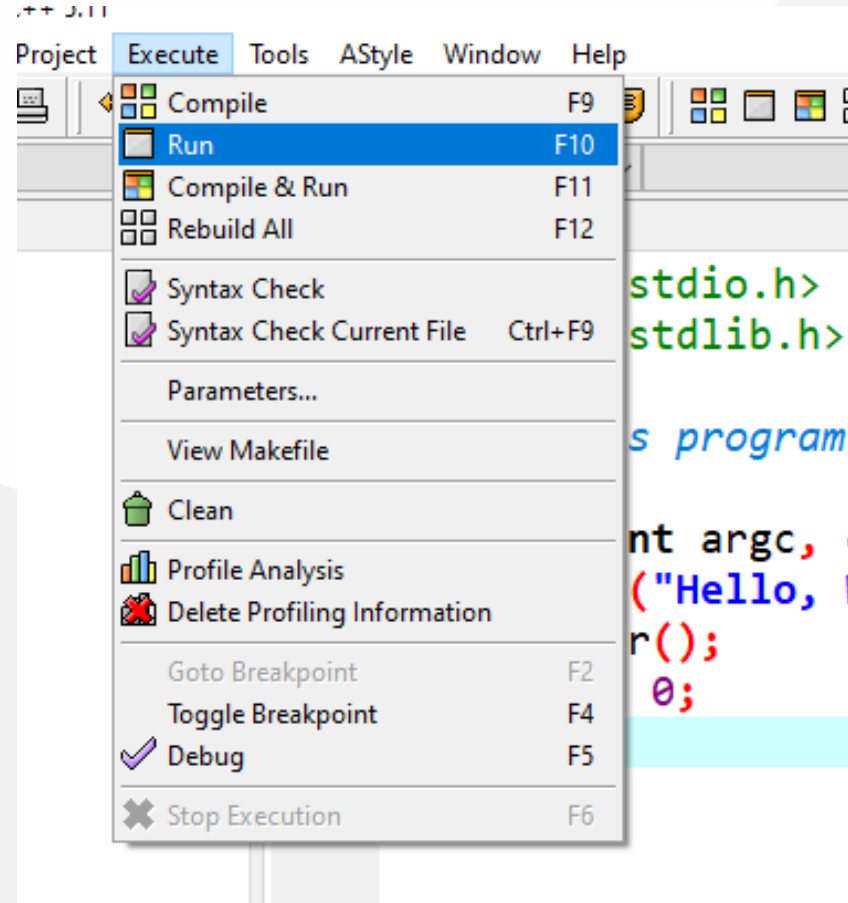 Project Execute Tools AStyle Window Help
Compile F9
Run F10
Compile & Run F11
Rebuild All F12
Syntax Check
Syntax Check Current File Ctrl+F9
Parameters...
View Makefile
Clean
Profile Analysis
Delete Profiling Information
Goto Breakpoint F2
Toggle Breakpoint F4
Debug F5
Stop Execution F6
stdio.h>
stdlib.h>
s program
nt argc,
("Hello,
r();
0;